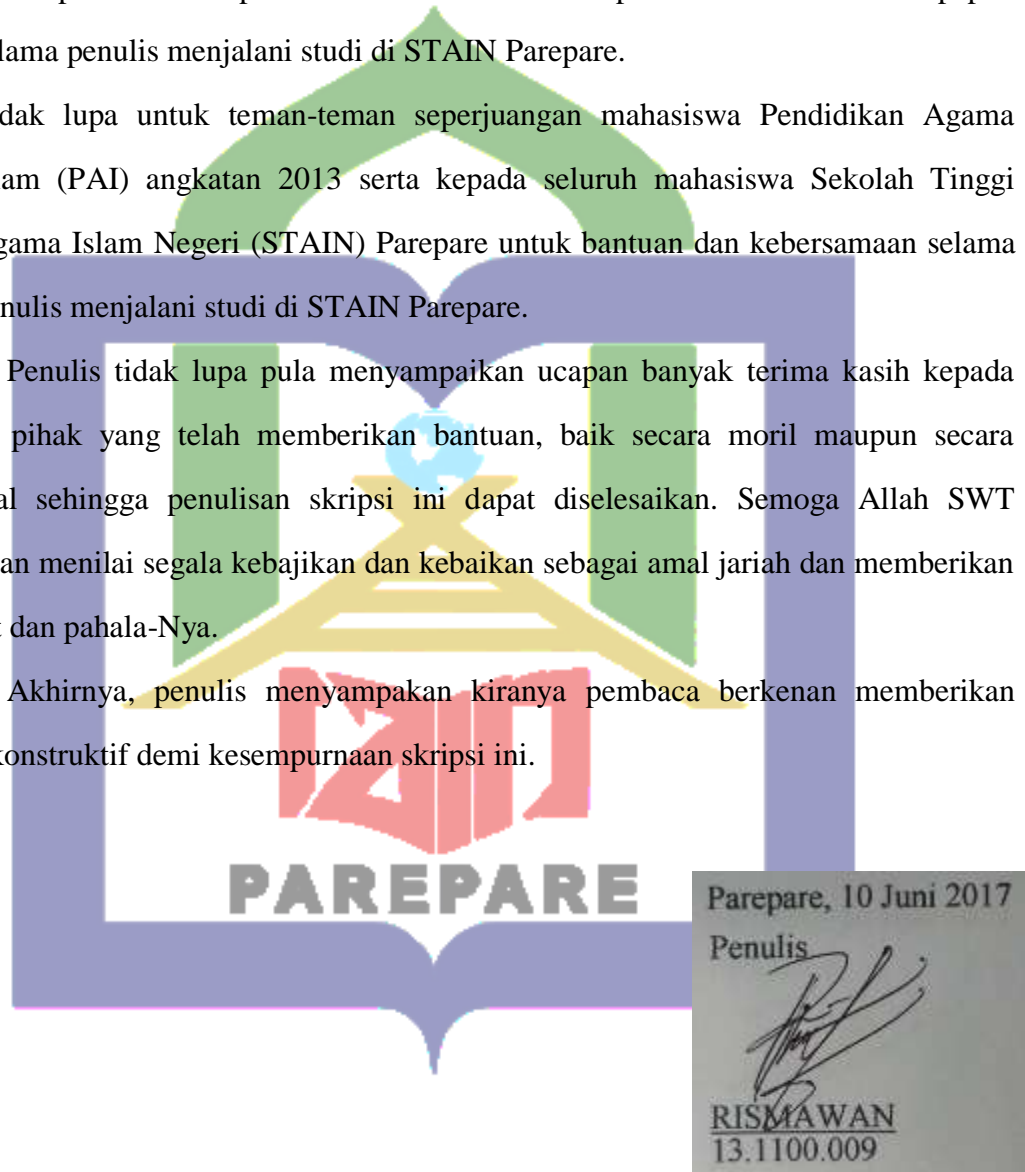 lama penulis menjalani studi di STAIN Parepare.
dak lupa untuk teman-teman seperjuangan mahasiswa Pendidikan Agama
am (PAI) angkatan 2013 serta kepada seluruh mahasiswa Sekolah Tinggi
gama Islam Negeri (STAIN) Parepare untuk bantuan dan kebersamaan selama
nulis menjalani studi di STAIN Parepare.
Penulis tidak lupa pula menyampaikan ucapan banyak terima kasih kepada
pihak yang telah memberikan bantuan, baik secara moril maupun secara
al sehingga penulisan skripsi ini dapat diselesaikan. Semoga Allah SWT
an menilai segala kebajikan dan kebaikan sebagai amal jariah dan memberikan
t dan pahala-Nya.
Akhirnya, penulis menyampakan kiranya pembaca berkenan memberikan
konstruktif demi kesempurnaan skripsi ini.
PAREPARE
Parepare, 10 Juni 2017
Penulis
RISMAWAN
13.1100.009